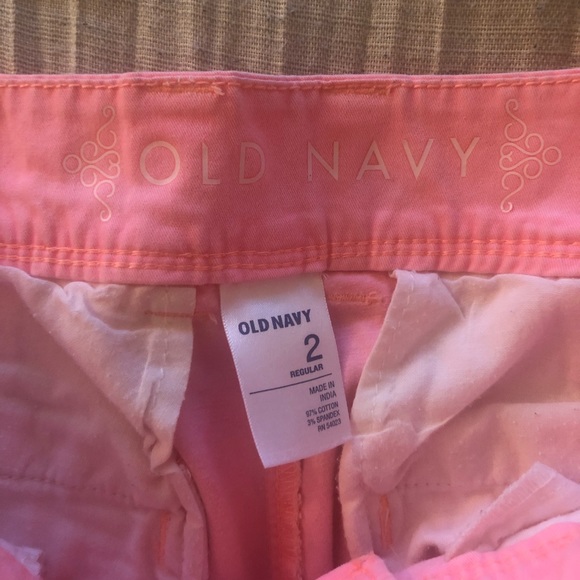 OLD NAVY
OLD NAVY
2
REGULAR
MADE IN
INDIA
97% COTTON
3% SPANDEX
RN 54023